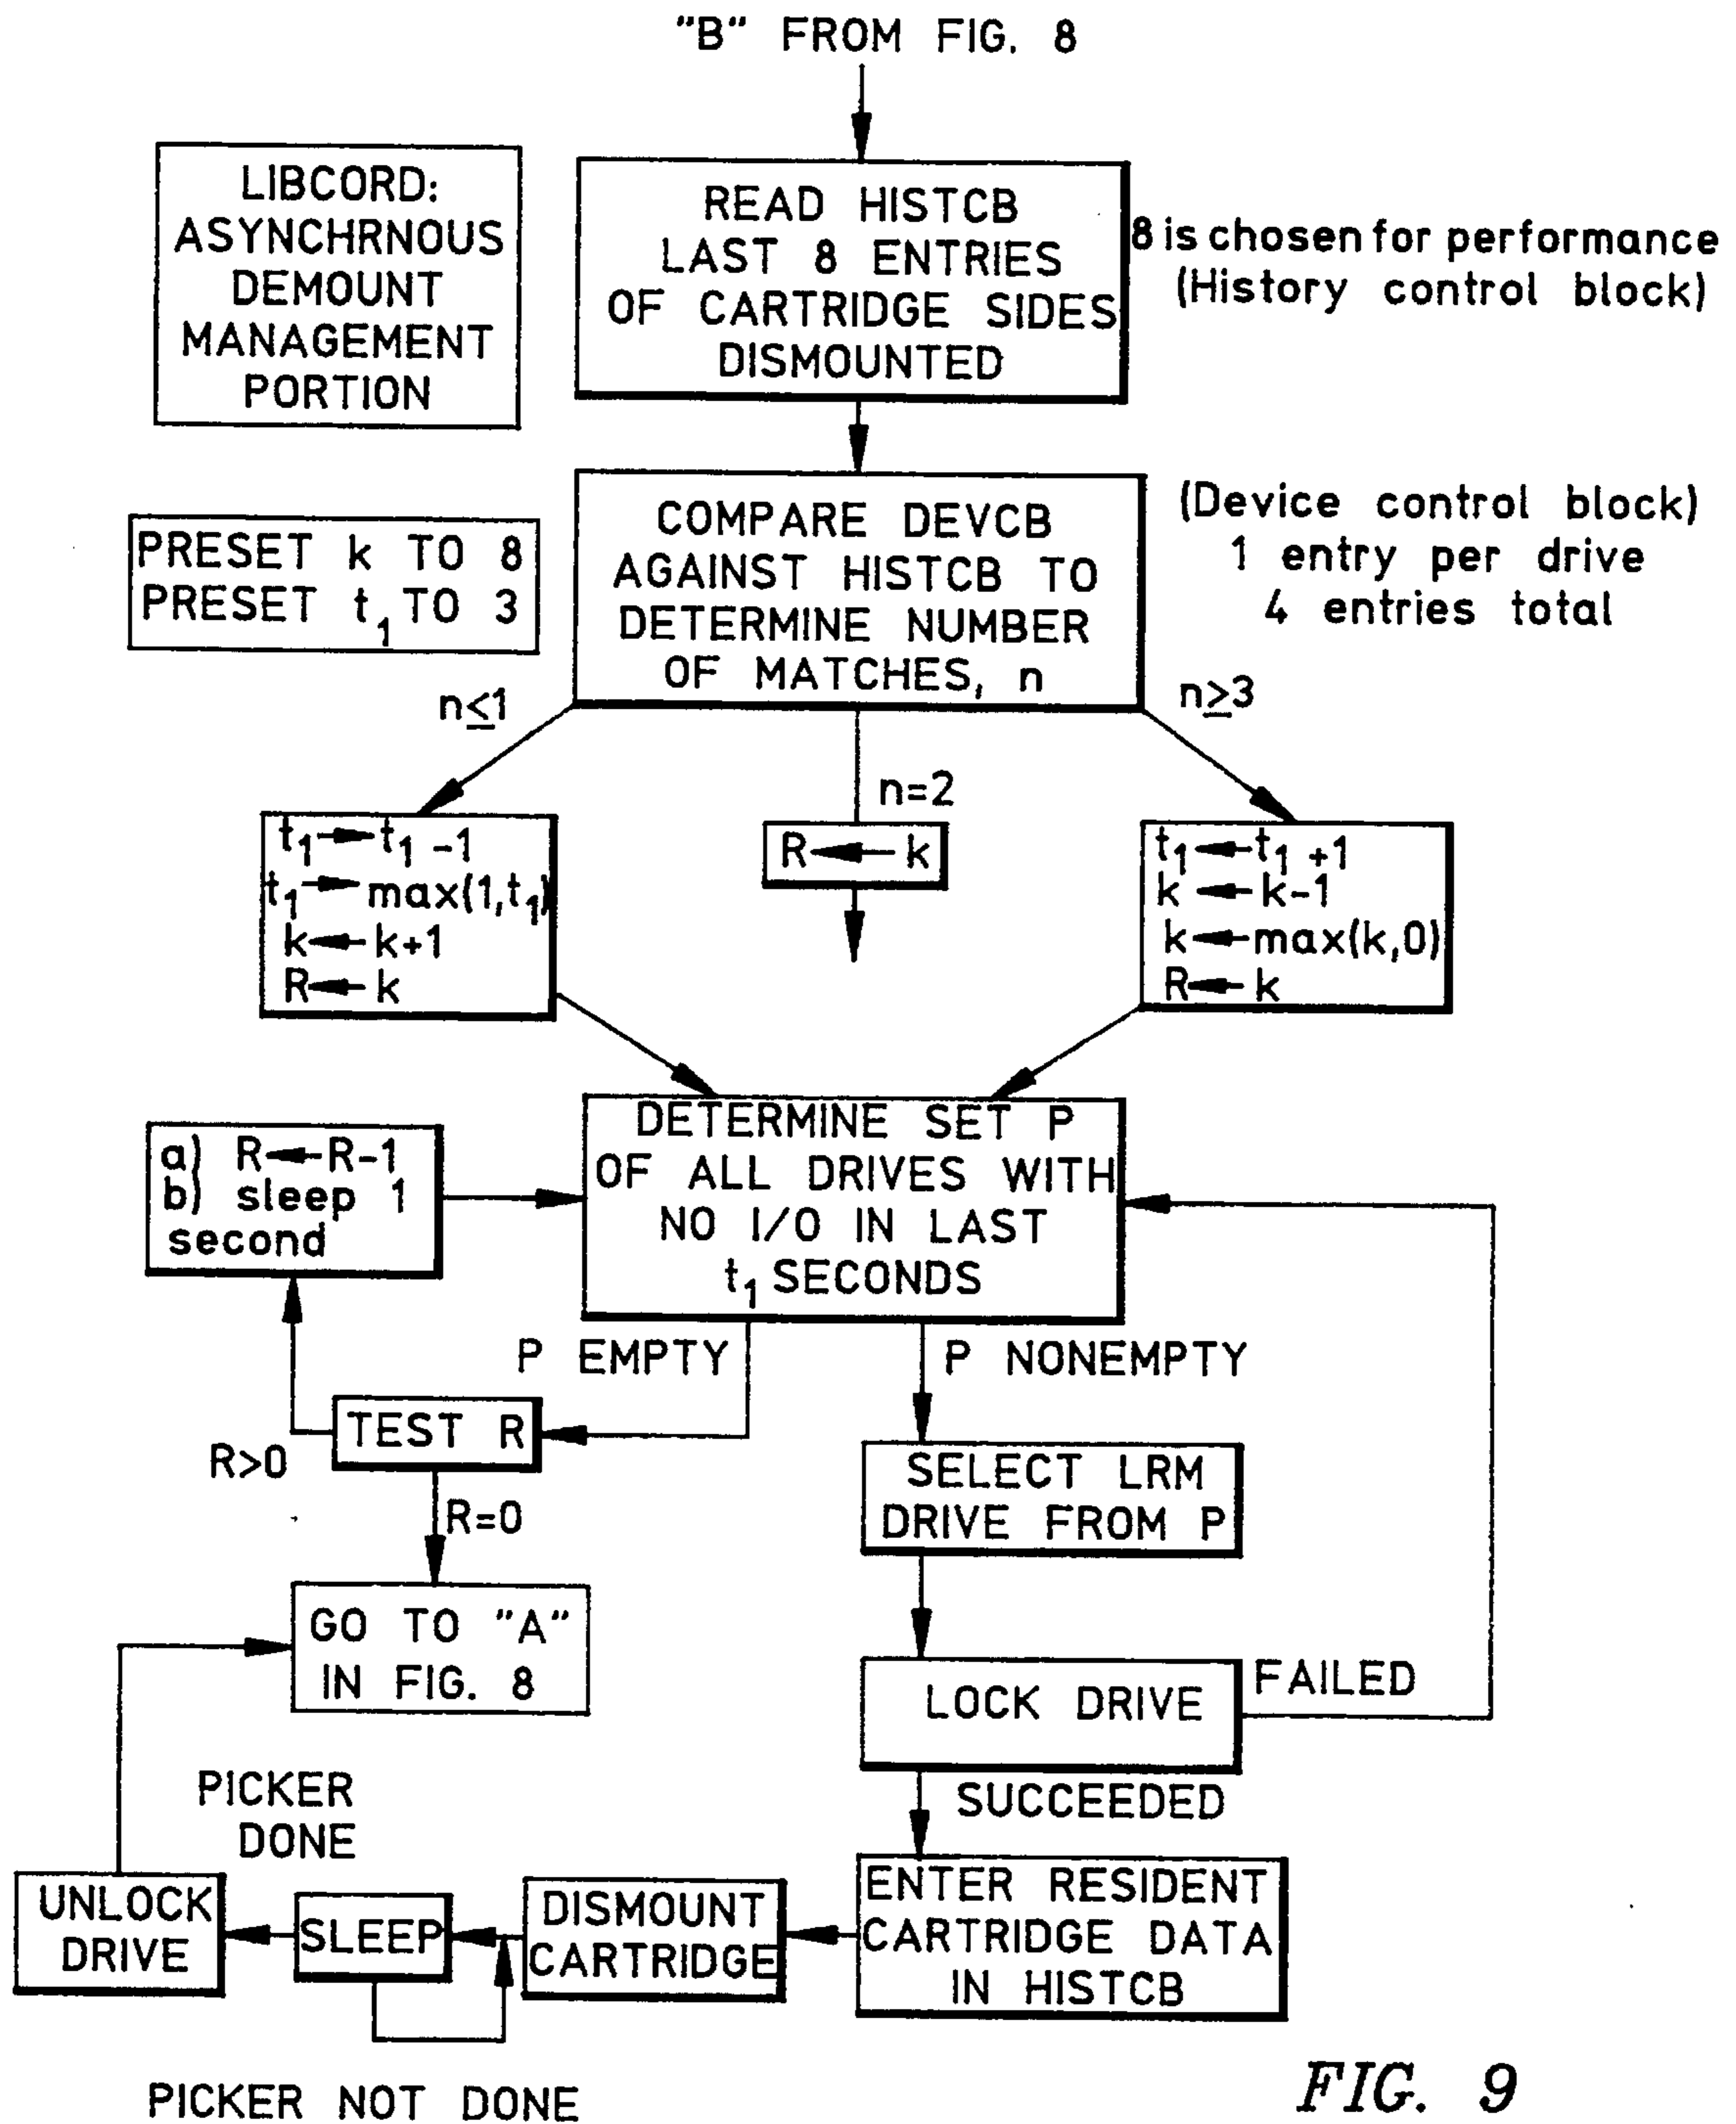 "B" FROM FIG. 8
LIBCORD:
ASYNCHRNOUS
DEMOUNT
MANAGEMENT
PORTION
READ HISTCB
LAST 8 ENTRIES
OF CARTRIDGE SIDES
DISMOUNTED
8 is chosen for performance
(History control block)
PRESET k TO 8
PRESET t₁ TO 3
COMPARE DEVCB
AGAINST HISTCB TO
DETERMINE NUMBER
OF MATCHES, n
(Device control block)
1 entry per drive
4 entries total
n≤1
n=2
n≥3
t₁→t₁-1
t₁→max(1,t₁)
k←k+1
R←k
R←k
t₁←t₁+1
k←k-1
k←max(k,0)
R←k
a) R←R-1
b) sleep 1
second
DETERMINE SET P
OF ALL DRIVES WITH
NO I/O IN LAST
t₁ SECONDS
P EMPTY
P NONEMPTY
TEST R
R>0
R=0
SELECT LRM
DRIVE FROM P
GO TO "A"
IN FIG. 8
LOCK DRIVE
FAILED
SUCCEEDED
PICKER
DONE
UNLOCK
DRIVE
SLEEP
DISMOUNT
CARTRIDGE
ENTER RESIDENT
CARTRIDGE DATA
IN HISTCB
PICKER NOT DONE
FIG. 9